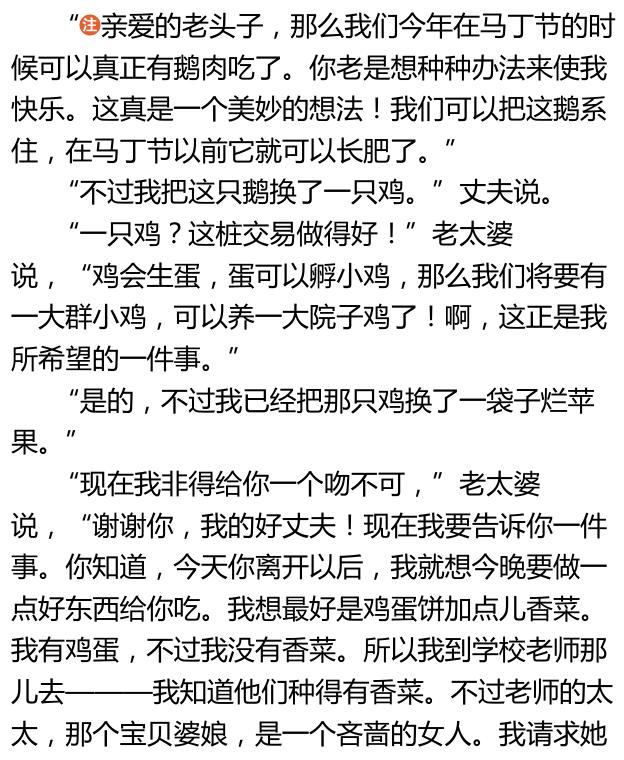 “注亲爱的老头子，那么我们今年在马丁节的时
候可以真正有鹅肉吃了。你老是想种种办法来使我
快乐。这真是一个美妙的想法！我们可以把这鹅系
住，在马丁节以前它就可以长肥了。”
“不过我把这只鹅换了一只鸡。”丈夫说。
“一只鸡？这桩交易做得好！”老太婆
说，“鸡会生蛋，蛋可以孵小鸡，那么我们将要有
一大群小鸡，可以养一大院子鸡了！啊，这正是我
所希望的一件事。”
“是的，不过我已经把那只鸡换了一袋子烂苹
果。”
“现在我非得给你一个吻不可，”老太婆
说，“谢谢你，我的好丈夫！现在我要告诉你一件
事。你知道，今天你离开以后，我就想今晚要做一
点好东西给你吃。我想最好是鸡蛋饼加点儿香菜。
我有鸡蛋，不过我没有香菜。所以我到学校老师那
儿去———我知道他们种得有香菜。不过老师的太
太，那个宝贝婆娘，是一个吝啬的女人。我请求她